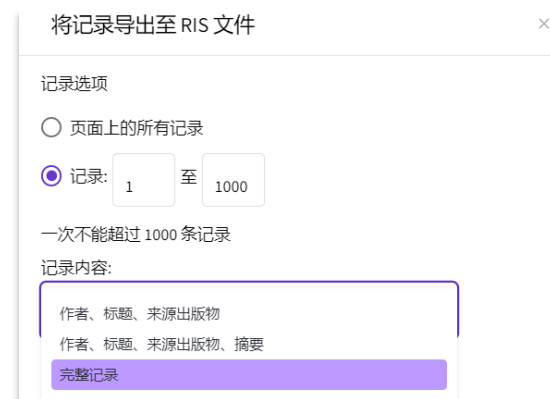 将记录导出至 RIS 文件
×
记录选项
页面上的所有记录
记录: 1 至 1000
一次不能超过 1000 条记录
记录内容:
作者、标题、来源出版物
作者、标题、来源出版物、摘要
完整记录